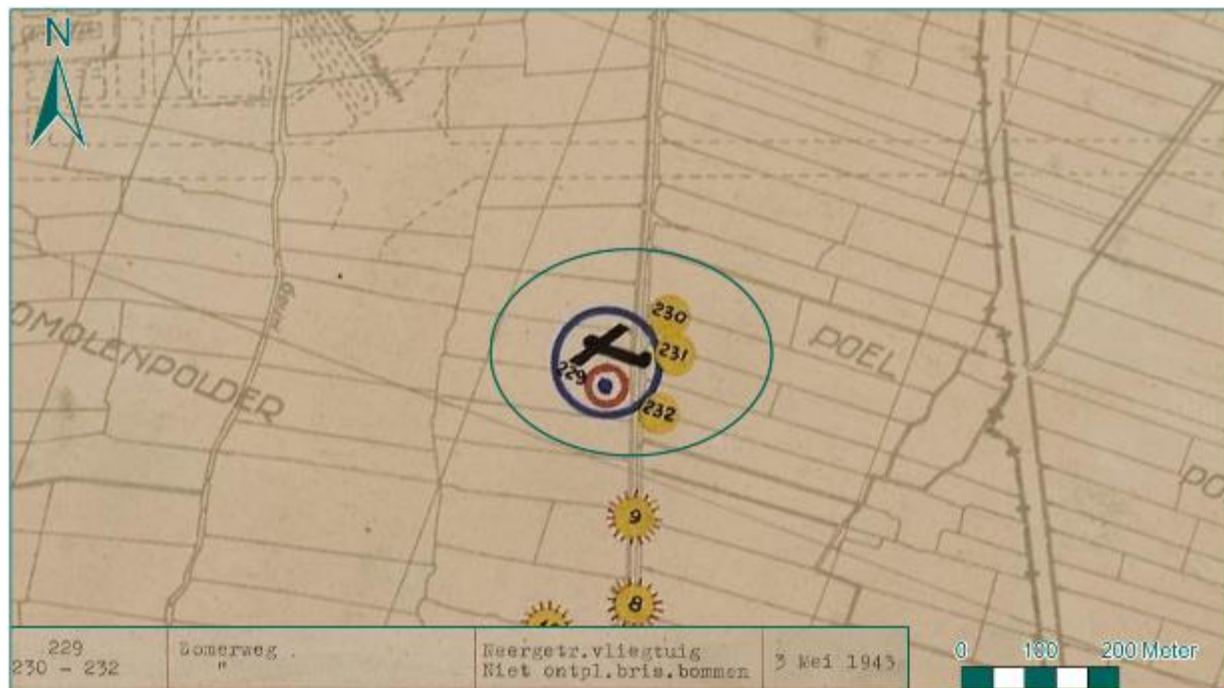 N
OMOLENPOLDER
230
231
229
232
POEL
PO
9
8
229 Zomerweg . Neergetr.vliegtuig 3 Mei 1943
230 - 232 " Niet ontpl.bris.bommen
0 100 200 Meter